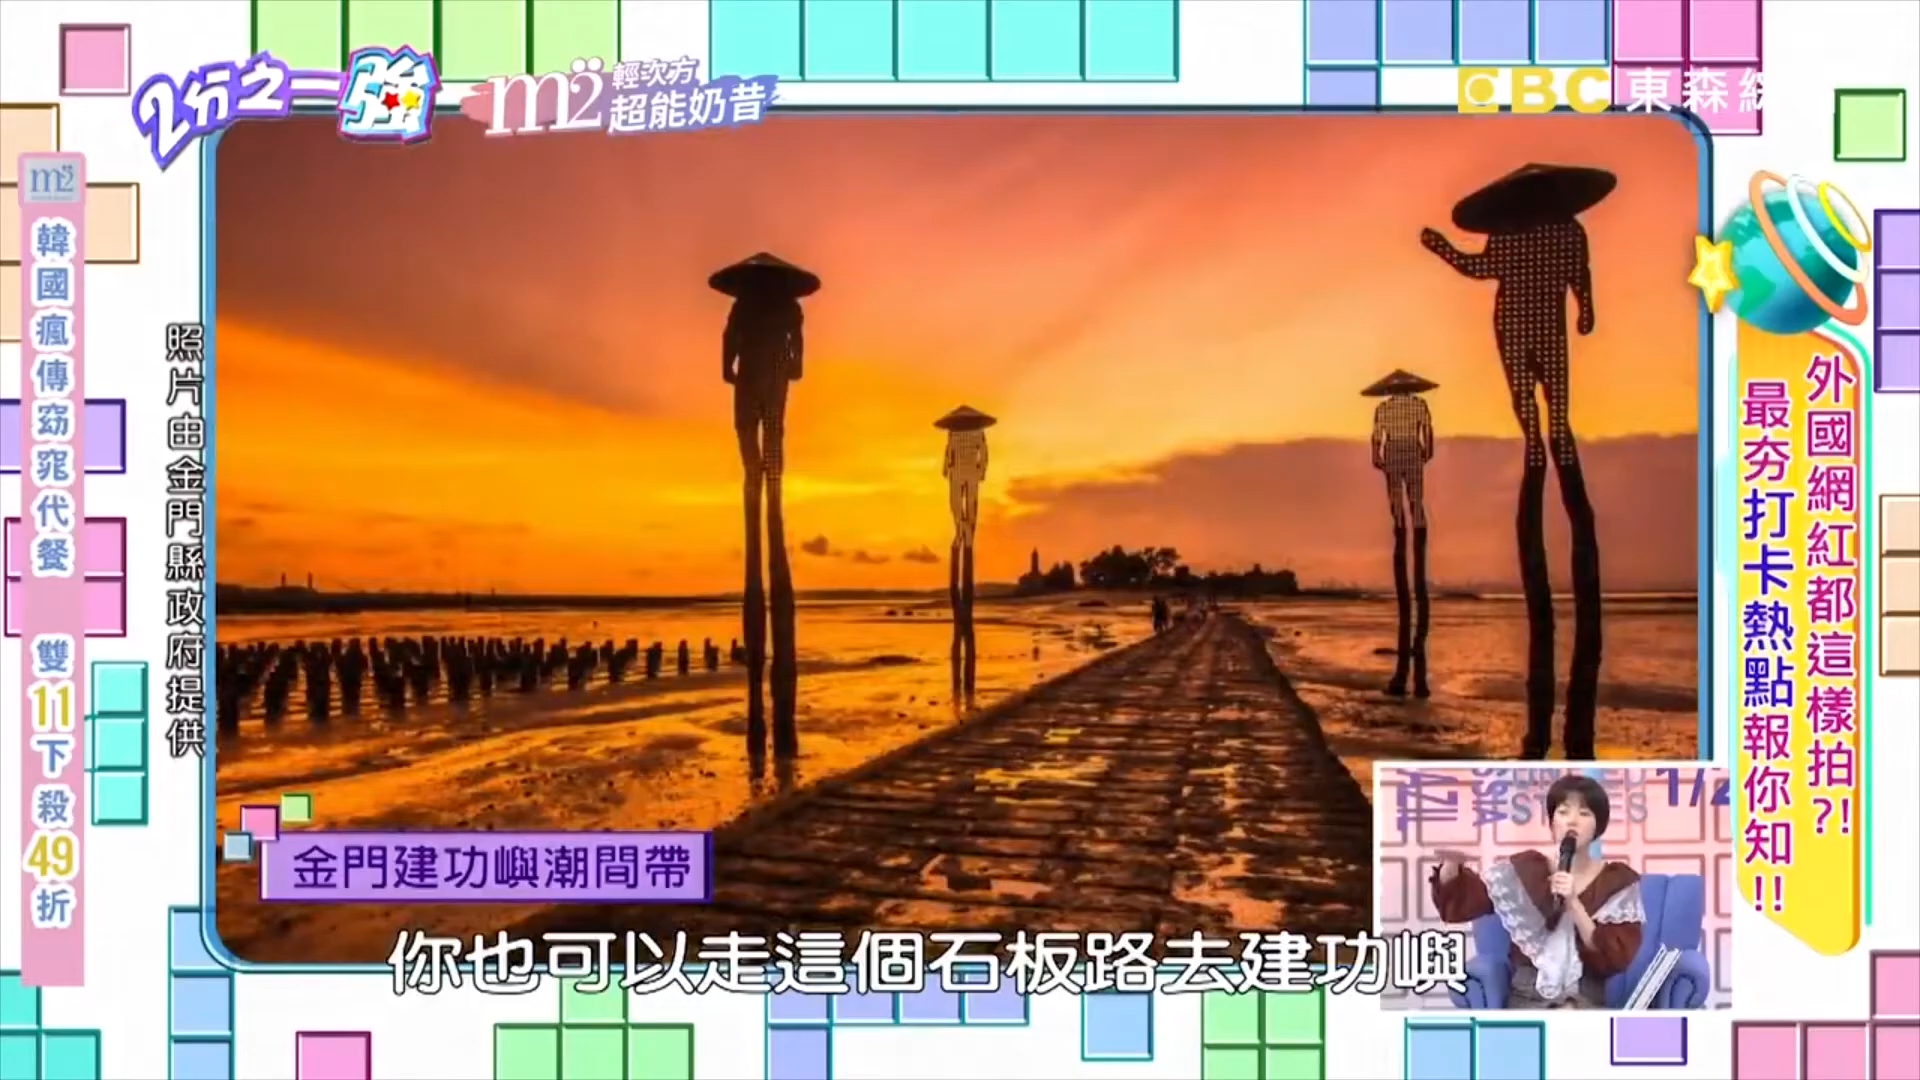 2分之一強
m2 輕次方
超能奶昔
EBC 東森綜
m2
韓國瘋傳窈窕代餐 雙11下殺49折
照片由金門縣政府提供
外國網紅都這樣拍?!
最夯打卡熱點報你知!!
金門建功嶼潮間帶
1/2
你也可以走這個石板路去建功嶼